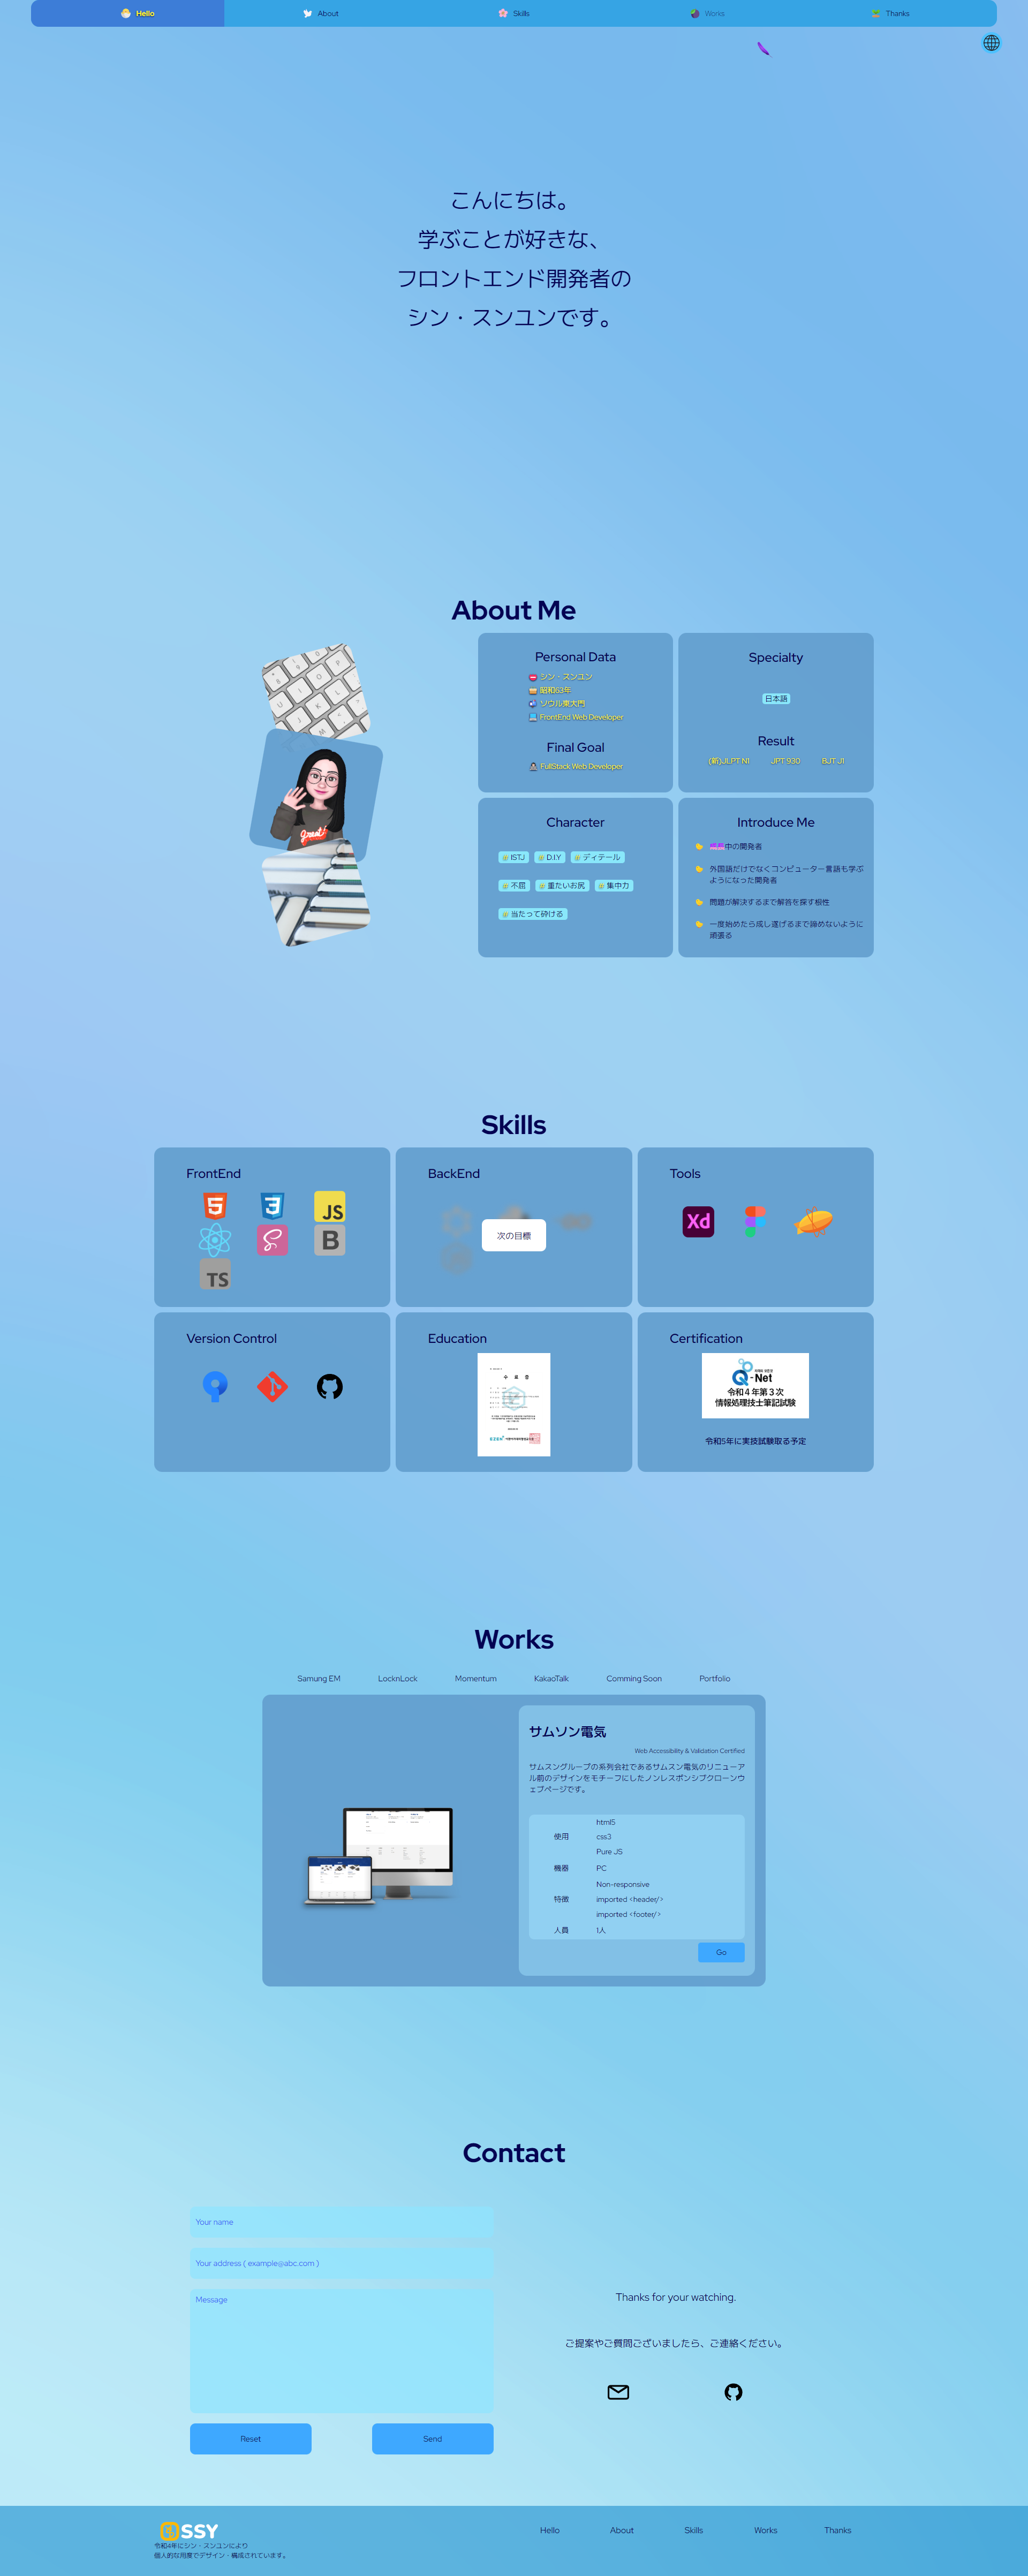 Hello
About
Skills
Works
Thanks
こんにちは。
学ぶことが好きな、
フロントエンド開発者の
シン・スンユンです。
About Me
Personal Data
シン・スンユン
昭和63年
ソウル東大門
FrontEnd Web Developer
Final Goal
FullStack Web Developer
Specialty
日本語
Result
(新)JLPT N1
JPT 930
BJT J1
Character
ISTJ
D.I.Y
ディテール
不屈
重たいお尻
集中力
当たって砕ける
Introduce Me
中の開発者
外国語だけでなくコンピューター言語も学ぶ
ようになった開発者
問題が解決するまで解答を探す根性
一度始めたら成し遂げるまで諦めないように
頑張る
Skills
FrontEnd
5
3
JS
B
TS
BackEnd
次の目標
Tools
Xd
Version Control
Education
수 료 증
Certification
Q-Net
令和４年第３次
情報処理技士筆記試験
令和5年に実技試験取る予定
Works
Samung EM
LocknLock
Momentum
KakaoTalk
Comming Soon
Portfolio
サムソン電気
Web Accessibility & Validation Certified
サムスングループの系列会社であるサムスン電気のリニューア
ル前のデザインをモチーフにしたノンレスポンシブクローンウ
ェブページです。
使用
html5
css3
Pure JS
機器
PC
特徴
Non-responsive
imported <header/>
imported <footer/>
人員
1人
Go
Contact
Your name
Your address ( example@abc.com )
Message
Reset
Send
Thanks for your watching.
ご提案やご質問ございましたら、ご連絡ください。
SSY
令和4年にシン・スンユンにより
個人的な用度でデザイン・構成されています。
Hello
About
Skills
Works
Thanks